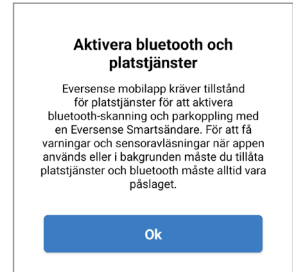 Aktivera bluetooth och
platstjänster
Eversense mobilapp kräver tillstånd
för platstjänster för att aktivera
bluetooth-skanning och parkoppling med
en Eversense Smartsändare. För att få
varningar och sensoravläsningar när appen
används eller i bakgrunden måste du tillåta
platstjänster och bluetooth måste alltid vara
påslaget.
Ok